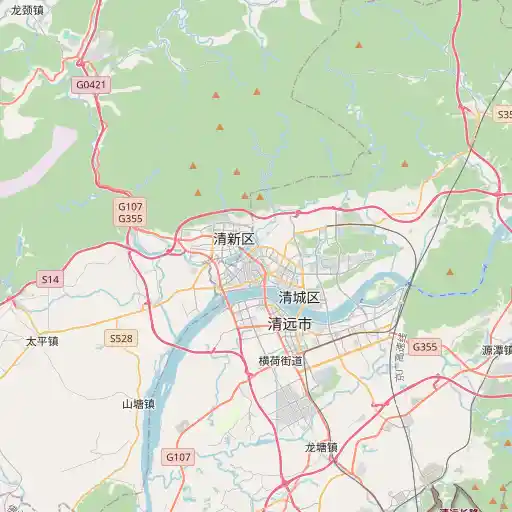 龙颈镇
G0421
S35
G107
G355
清新区
S14
清城区
清远市
太平镇
S528
G355
源潭镇
横荷街道
山塘镇
龙塘镇
G107